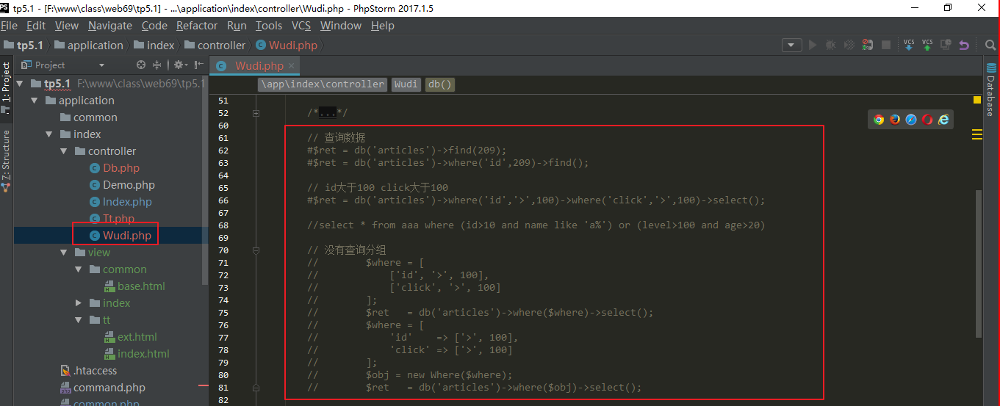 tp5.1 - [F:\www\class\web69\tp5.1] - ...\application\index\controller\Wudi.php - PhpStorm 2017.1.5
File Edit View Navigate Code Refactor Run Tools VCS Window Help
tp5.1 application index controller Wudi.php
VCS VCS
1: Project
7: Structure
Project
tp5.1 F:\www\class\web69\tp5.1
application
common
index
controller
Db.php
Demo.php
Index.php
Tt.php
Wudi.php
view
common
base.html
index
tt
ext.html
index.html
.htaccess
command.php
common.php
Wudi.php
\app\index\controller Wudi db()
51
52 /*...*/
60
61 // 查询数据
62 #$ret = db('articles')->find(209);
63 #$ret = db('articles')->where('id',209)->find();
64
65 // id大于100 click大于100
66 #$ret = db('articles')->where('id','>',100)->where('click','>',100)->select();
67
68 //select * from aaa where (id>10 and name like 'a%') or (level>100 and age>20)
69
70 // 没有查询分组
71 // $where = [
72 // ['id', '>', 100],
73 // ['click', '>', 100]
74 // ];
75 // $ret = db('articles')->where($where)->select();
76 // $where = [
77 // 'id' => ['>', 100],
78 // 'click' => ['>', 100]
79 // ];
80 // $obj = new Where($where);
81 // $ret = db('articles')->where($obj)->select();
82
Database